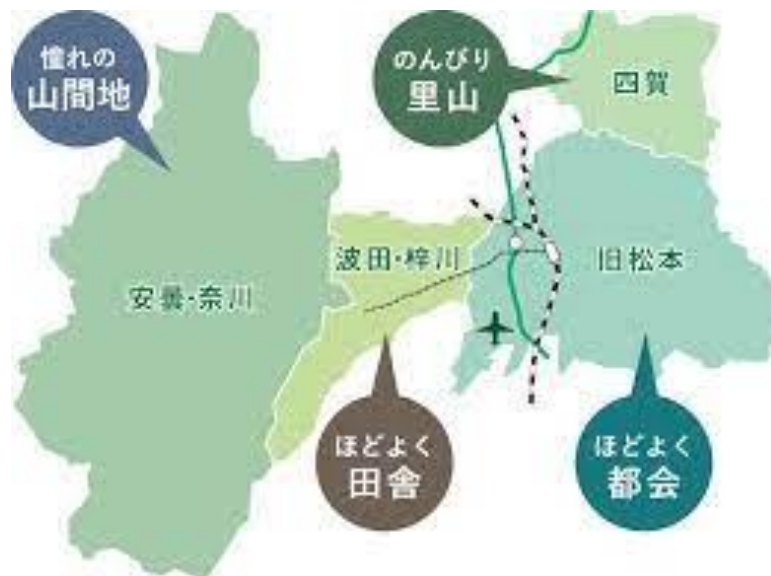 憧れの
山間地
のんびり
里山
四賀
波田・梓川
旧松本
安曇・奈川
ほどよく
田舎
ほどよく
都会